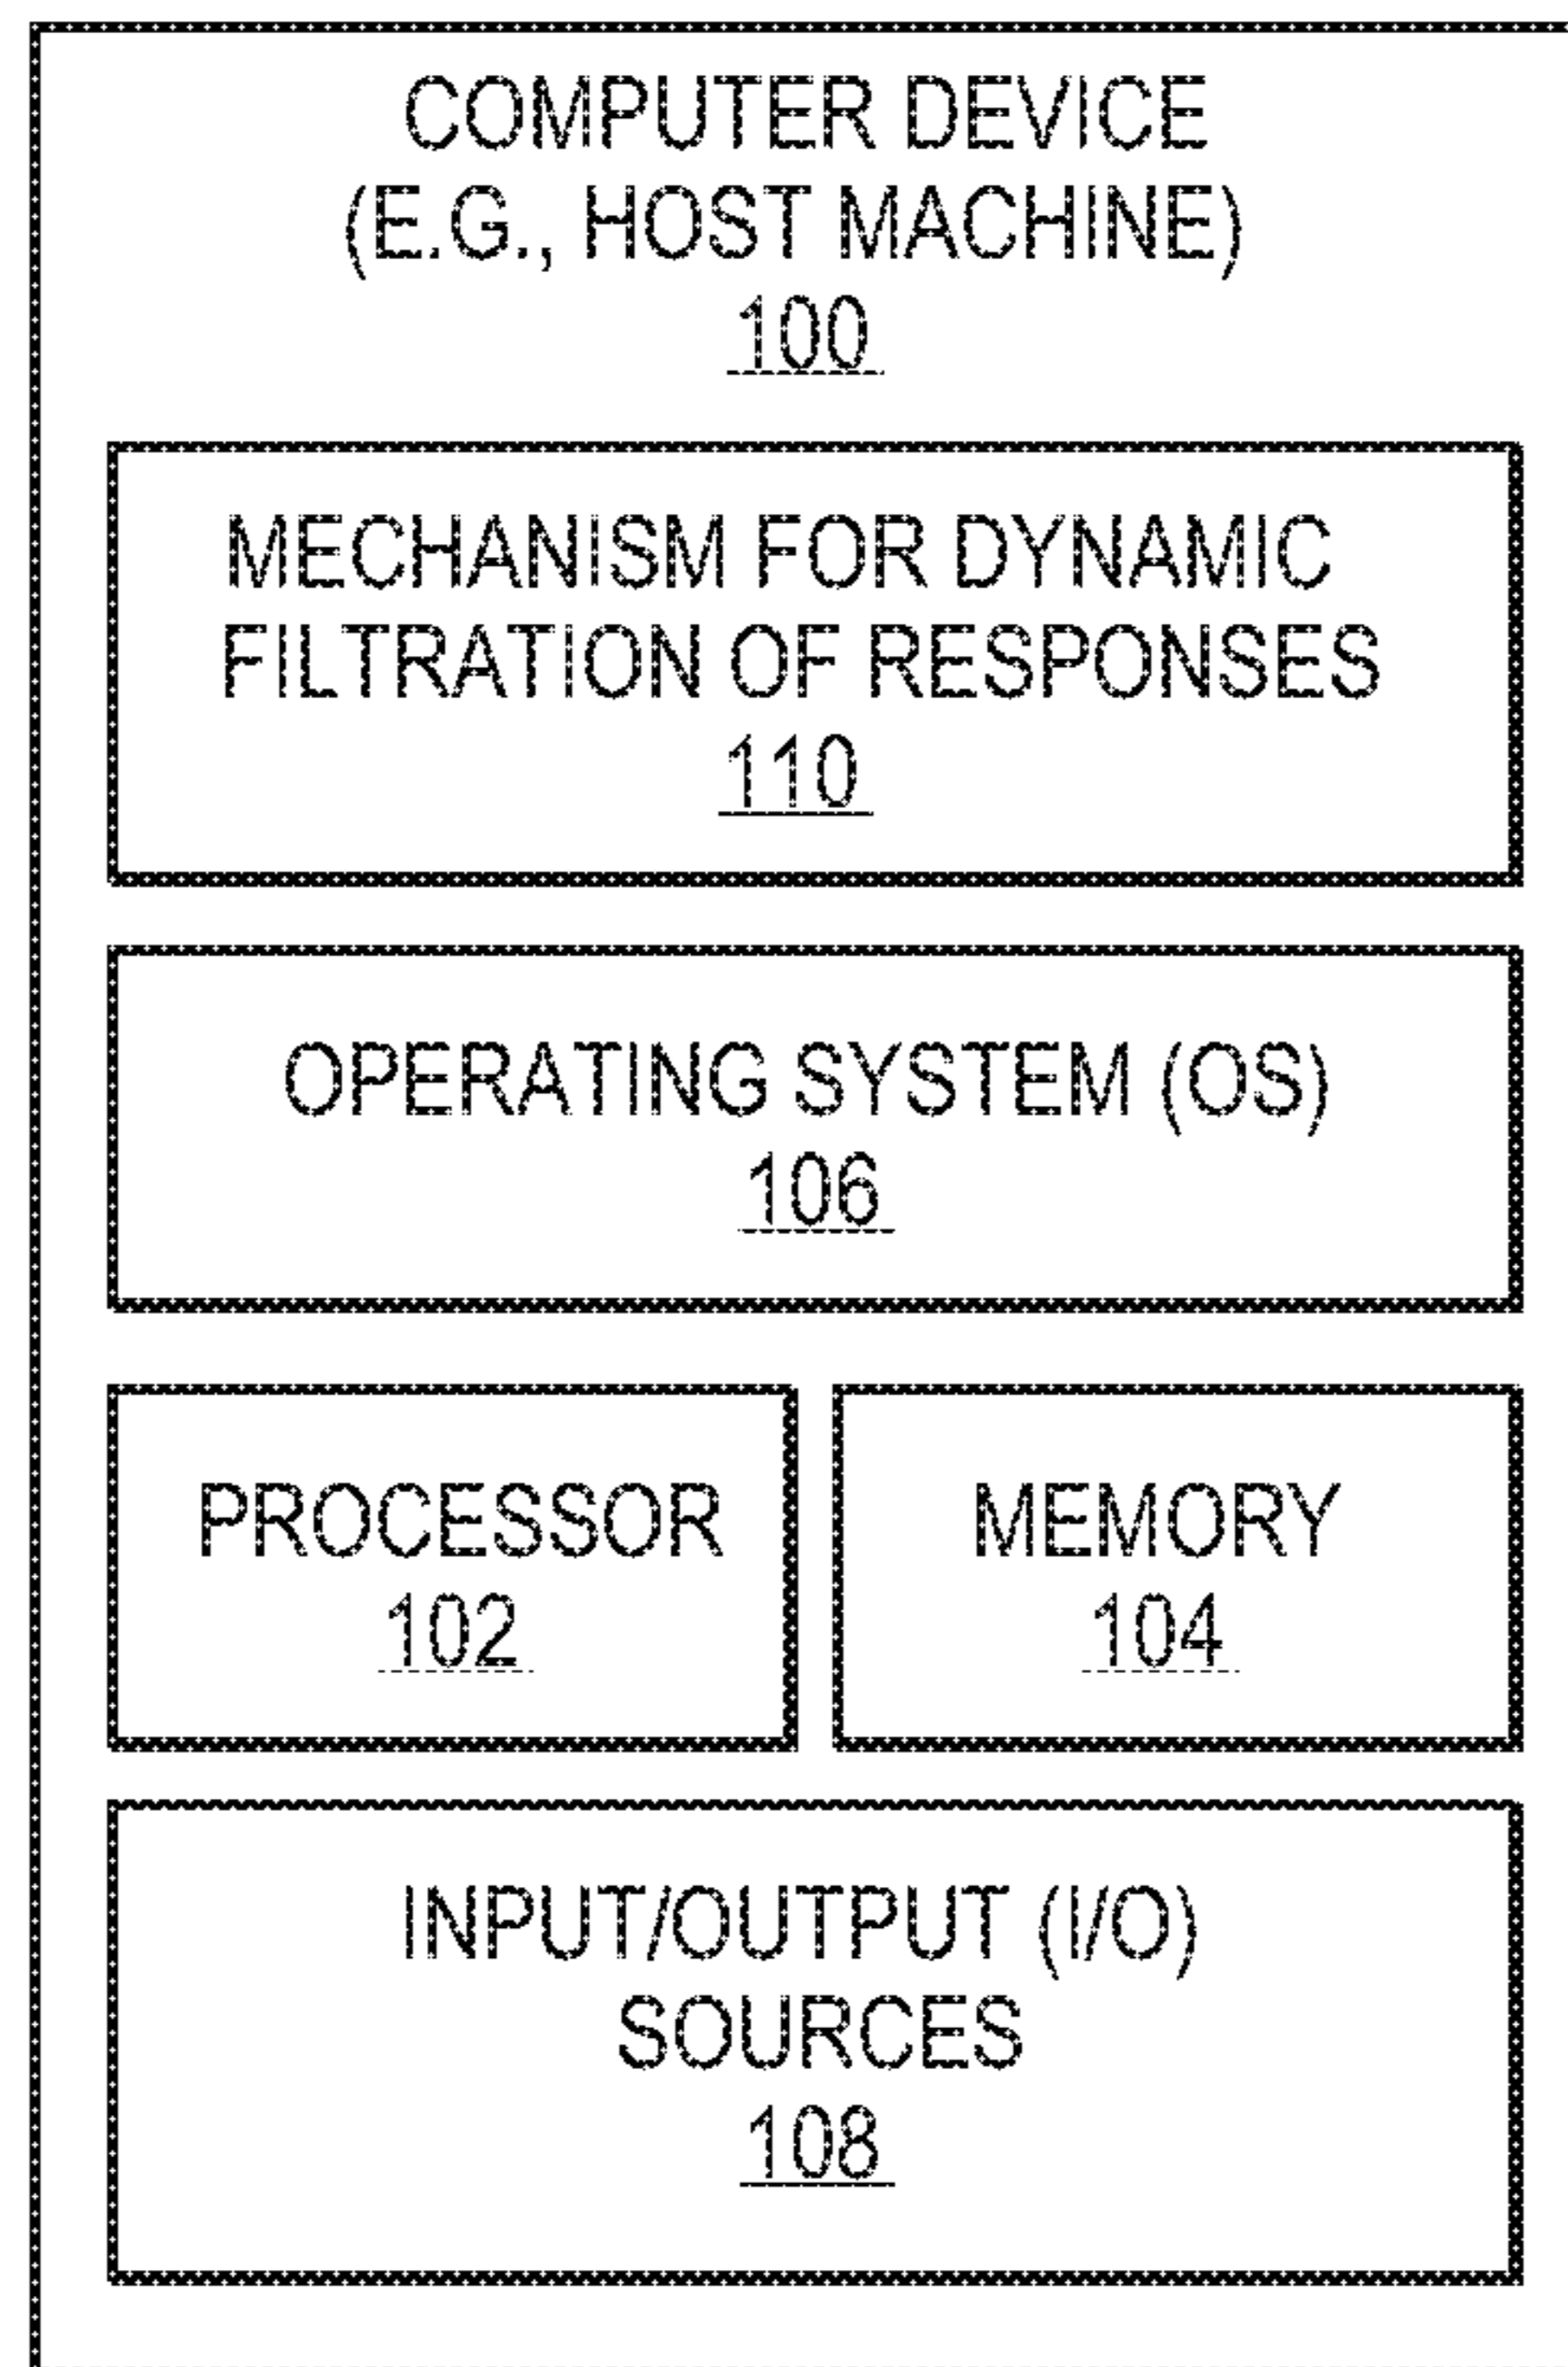 COMPUTER DEVICE
(E.G., HOST MACHINE)
100
MECHANISM FOR DYNAMIC
FILTRATION OF RESPONSES
110
OPERATING SYSTEM (OS)
106
PROCESSOR
102
MEMORY
104
INPUT/OUTPUT (I/O)
SOURCES
108